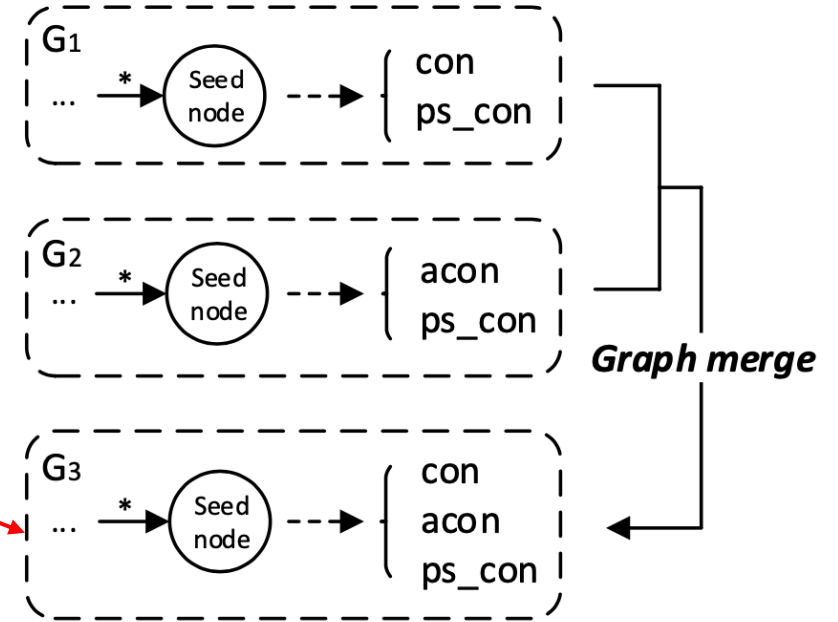 G1
... * Seed node con
ps_con
G2
... * Seed node acon
ps_con
Graph merge
G3
... * Seed node con
acon
ps_con